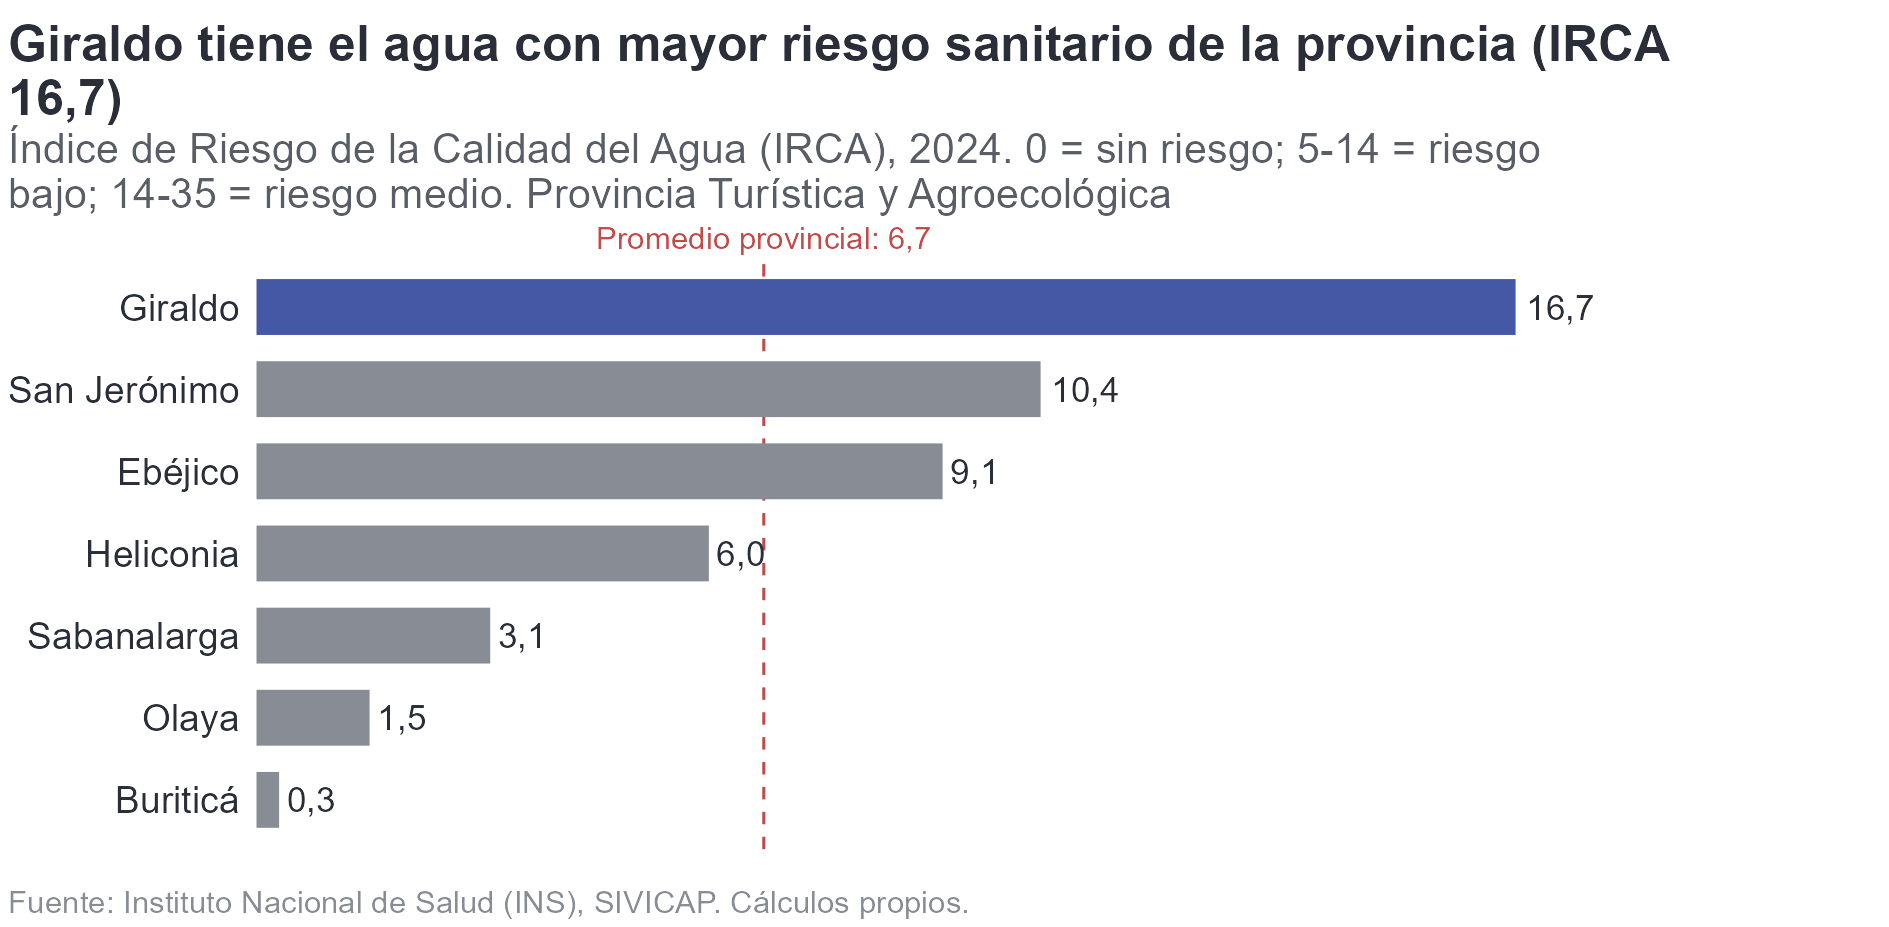 Giraldo tiene el agua con mayor riesgo sanitario de la provincia (IRCA
16,7)
Índice de Riesgo de la Calidad del Agua (IRCA), 2024. 0 = sin riesgo; 5-14 = riesgo
bajo; 14-35 = riesgo medio. Provincia Turística y Agroecológica
Promedio provincial: 6,7
Giraldo 16,7
San Jerónimo 10,4
Ebéjico 9,1
Heliconia 6,0
Sabanalarga 3,1
Olaya 1,5
Buriticá 0,3
Fuente: Instituto Nacional de Salud (INS), SIVICAP. Cálculos propios.